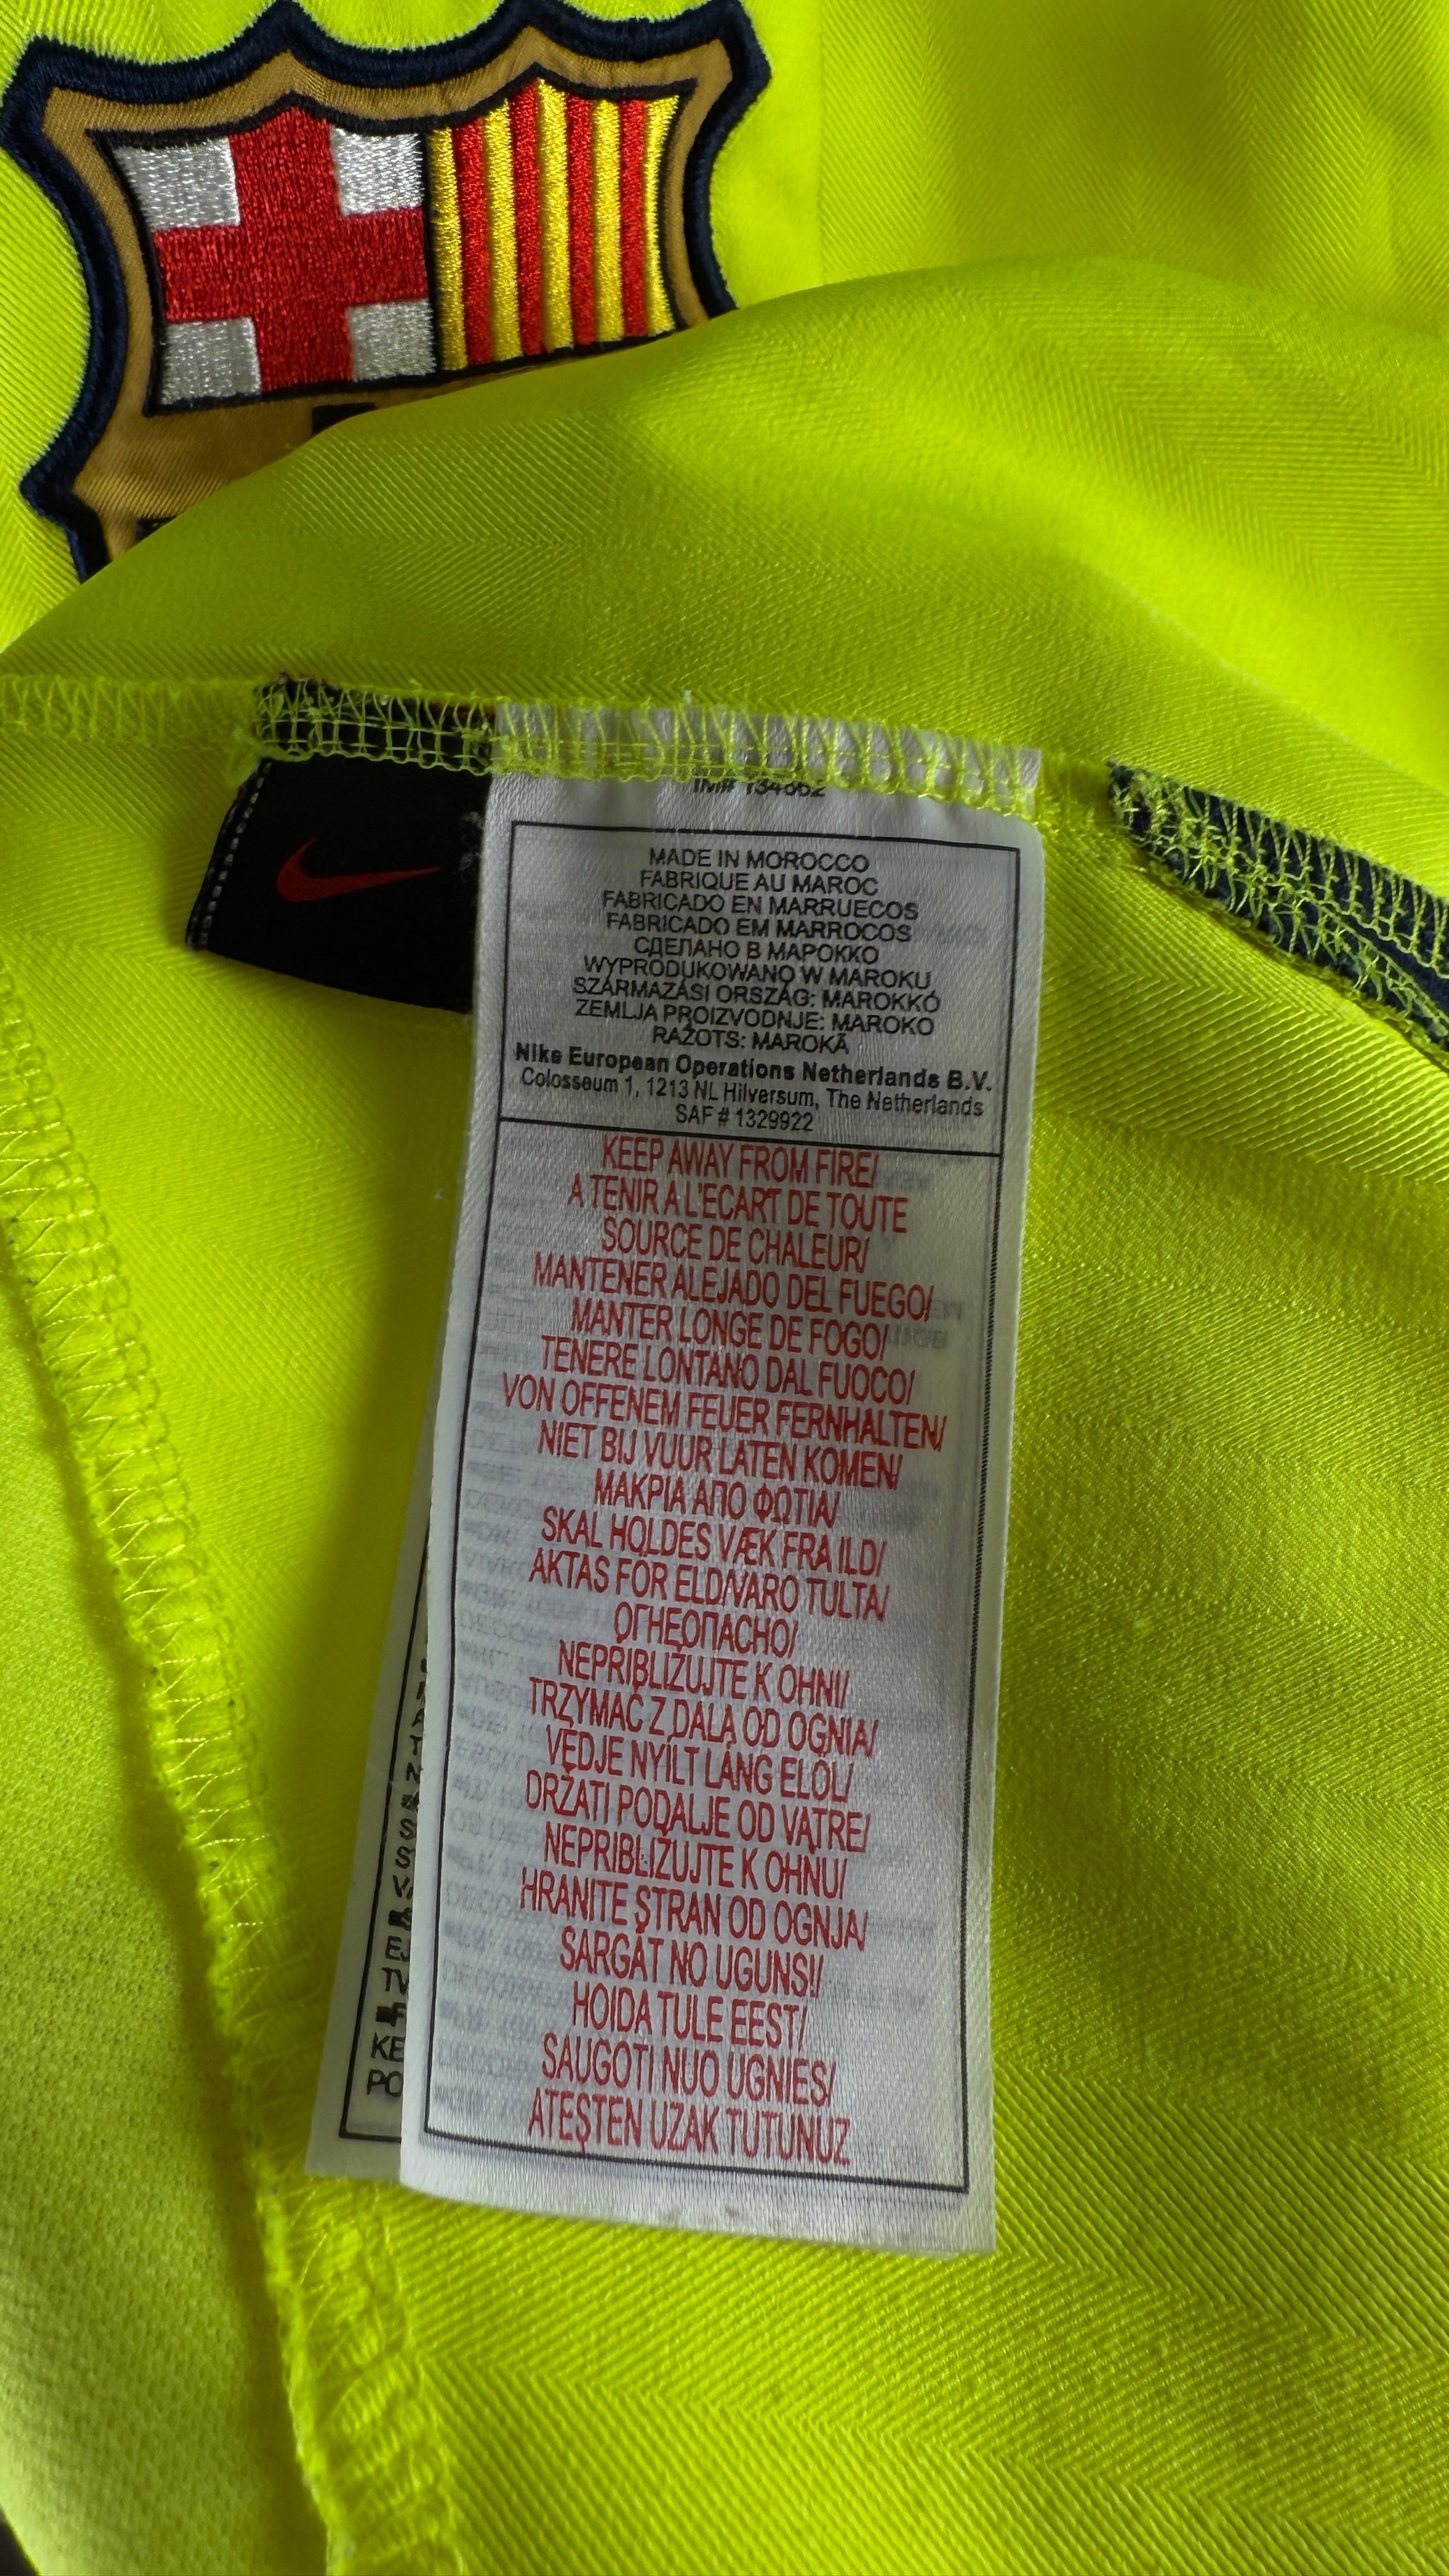 MADE IN MOROCCO
FABRIQUE AU MAROC
FABRICADO EN MARRUECOS
FABRICADO EM MARROCOS
СДЕЛАНО В МАРОККО
WYPRODUKOWANO W MAROKU
SZÁRMAZÁSI ORSZÁG: MAROKKÓ
ZEMLJA PROIZVODNJE: MAROKO
RAŽOTS: MAROKĀ
Nike European Operations Netherlands B.V.
Colosseum 1, 1213 NL Hilversum, The Netherlands
SAF # 1329922
KEEP AWAY FROM FIRE/
A TENIR A L'ECART DE TOUTE
SOURCE DE CHALEUR/
MANTENER ALEJADO DEL FUEGO/
MANTER LONGE DE FOGO/
TENERE LONTANO DAL FUOCO/
VON OFFENEM FEUER FERNHALTEN/
NIET BIJ VUUR LATEN KOMEN/
ΜΑΚΡΙΑ ΑΠΟ ΦΩΤΙΑ/
SKAL HOLDES VÆK FRA ILD/
AKTAS FÖR ELD/VARO TULTA/
ОГНЕОПАСНО/
NEPŘIBLIŽUJTE K OHNI/
TRZYMAĆ Z DALA OD OGNIA/
VÉDJE NYÍLT LÁNG ELŐL/
DRŽATI PODALJE OD VATRE/
NEPRIBLIŽUJTE K OHŇU/
HRANITE STRAN OD OGNJA/
SARGĀT NO UGUNS!/
HOIDA TULE EEST/
SAUGOTI NUO UGNIES/
ATEŞTEN UZAK TUTUNUZ